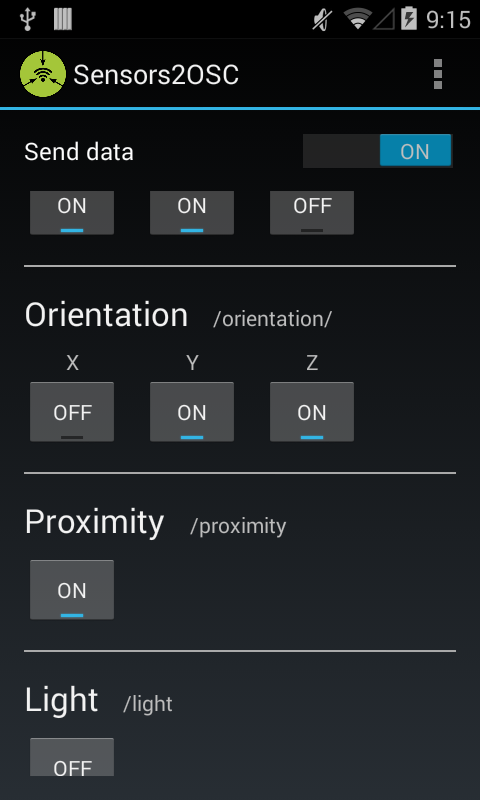 9:15
Sensors2OSC
Send data ON
ON ON OFF
Orientation /orientation/
X Y Z
OFF ON ON
Proximity /proximity
ON
Light /light
OFF